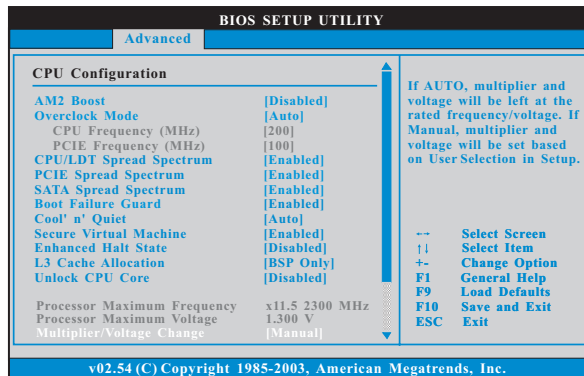 BIOS SETUP UTILITY
Advanced
CPU Configuration
AM2 Boost [Disabled]
Overclock Mode [Auto]
CPU Frequency (MHz) [200]
PCIE Frequency (MHz) [100]
CPU/LDT Spread Spectrum [Enabled]
PCIE Spread Spectrum [Enabled]
SATA Spread Spectrum [Enabled]
Boot Failure Guard [Enabled]
Cool' n' Quiet [Auto]
Secure Virtual Machine [Enabled]
Enhanced Halt State [Disabled]
L3 Cache Allocation [BSP Only]
Unlock CPU Core [Disabled]
Processor Maximum Frequency x11.5 2300 MHz
Processor Maximum Voltage 1.300 V
Multiplier/Voltage Change [Manual]
If AUTO, multiplier and
voltage will be left at the
rated frequency/voltage. If
Manual, multiplier and
voltage will be set based
on User Selection in Setup.
←→ Select Screen
↑↓ Select Item
+- Change Option
F1 General Help
F9 Load Defaults
F10 Save and Exit
ESC Exit
v02.54 (C) Copyright 1985-2003, American Megatrends, Inc.